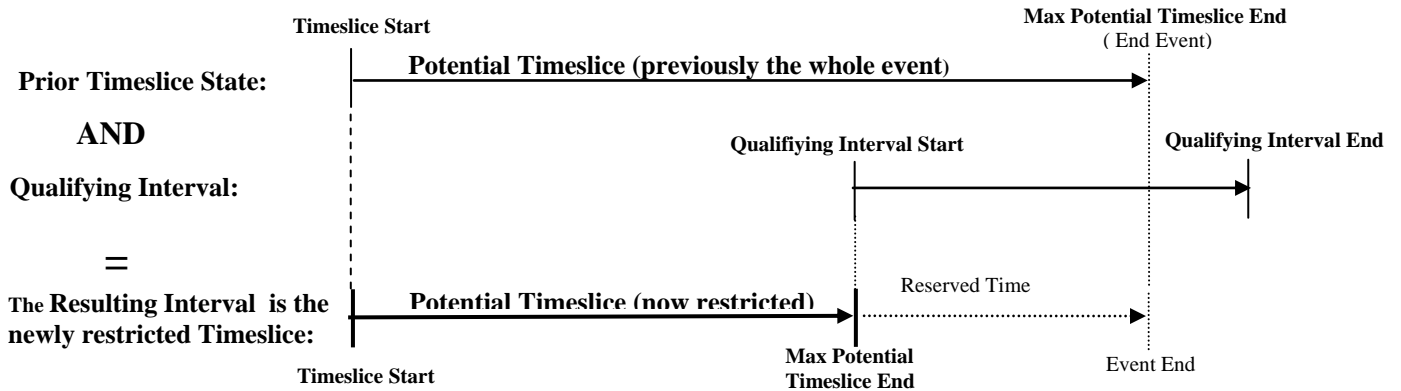 Timeslice Start
Max Potential Timeslice End
( End Event)
Prior Timeslice State:
Potential Timeslice (previously the whole event)
AND
Qualifiying Interval Start
Qualifying Interval End
Qualifying Interval:
=
The Resulting Interval is the
newly restricted Timeslice:
Potential Timeslice (now restricted)
Reserved Time
Timeslice Start
Max Potential
Timeslice End
Event End